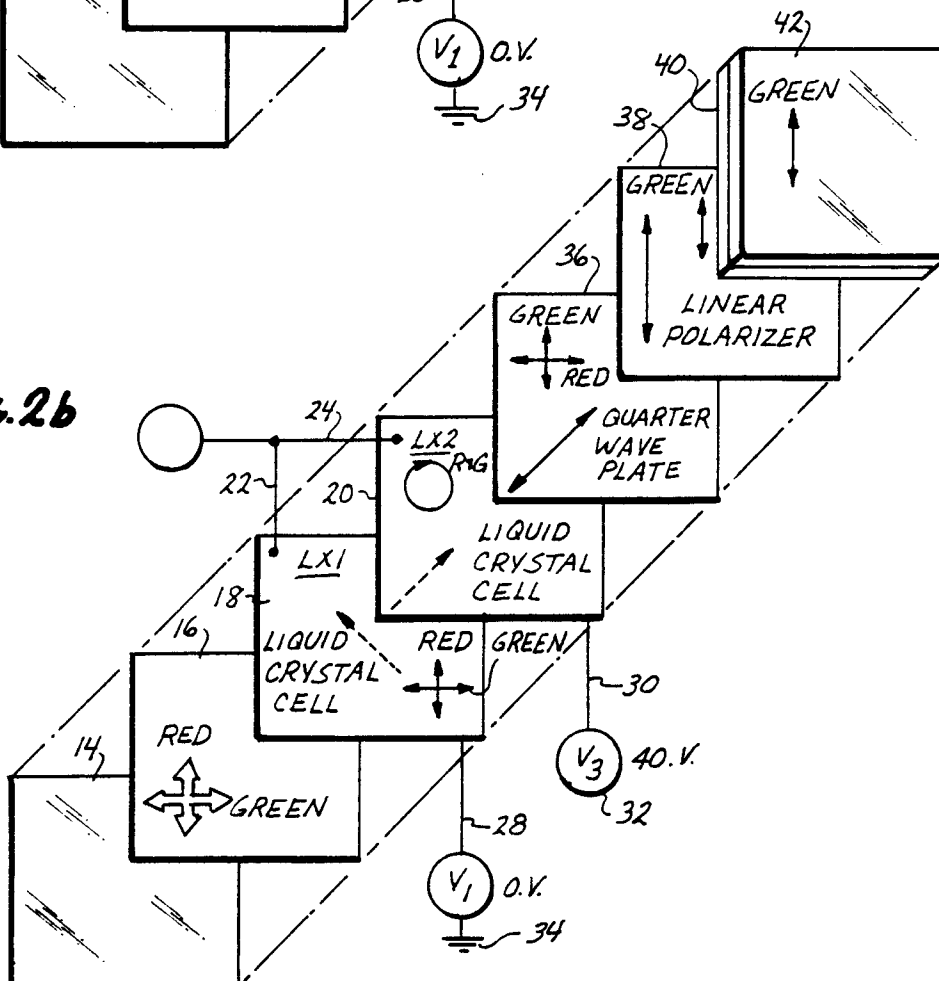 V1 O.V.
34
42
40
GREEN
38
GREEN
LINEAR
POLARIZER
36
GREEN
RED
QUARTER
WAVE
PLATE
.2b
24
LX2
R
G
22
20
LIQUID
CRYSTAL
CELL
LX1
18
LIQUID
CRYSTAL
CELL
RED
GREEN
16
30
RED
GREEN
14
V3 40.V.
32
28
V1 O.V.
34